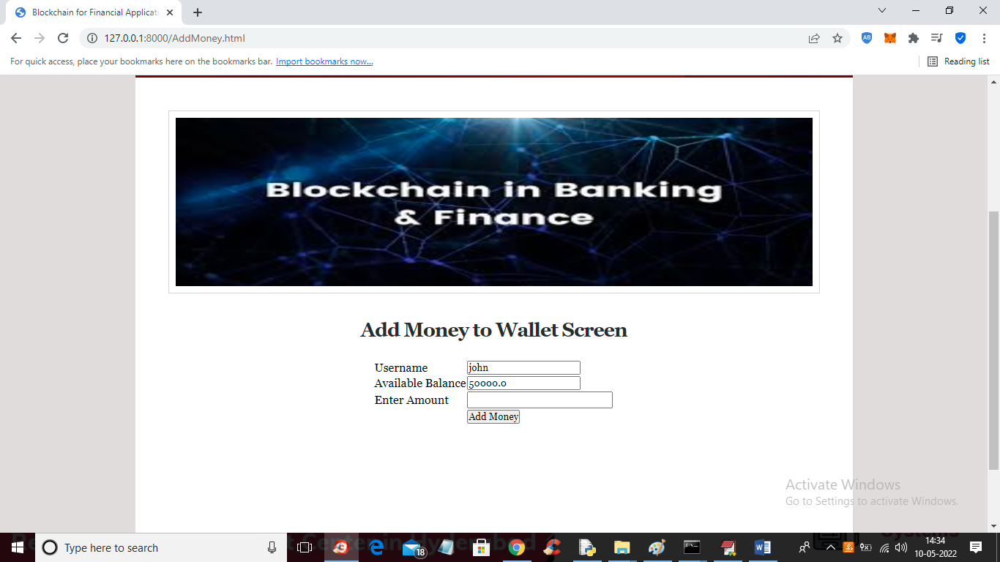 Blockchain for Financial Applicati
127.0.0.1:8000/AddMoney.html
AB
For quick access, place your bookmarks here on the bookmarks bar. Import bookmarks now...
Reading list
Blockchain in Banking
& Finance
Add Money to Wallet Screen
Username john
Available Balance 50000.0
Enter Amount
Add Money
Activate Windows
Go to Settings to activate Windows.
Type here to search
18
Systems
14:34
10-05-2022